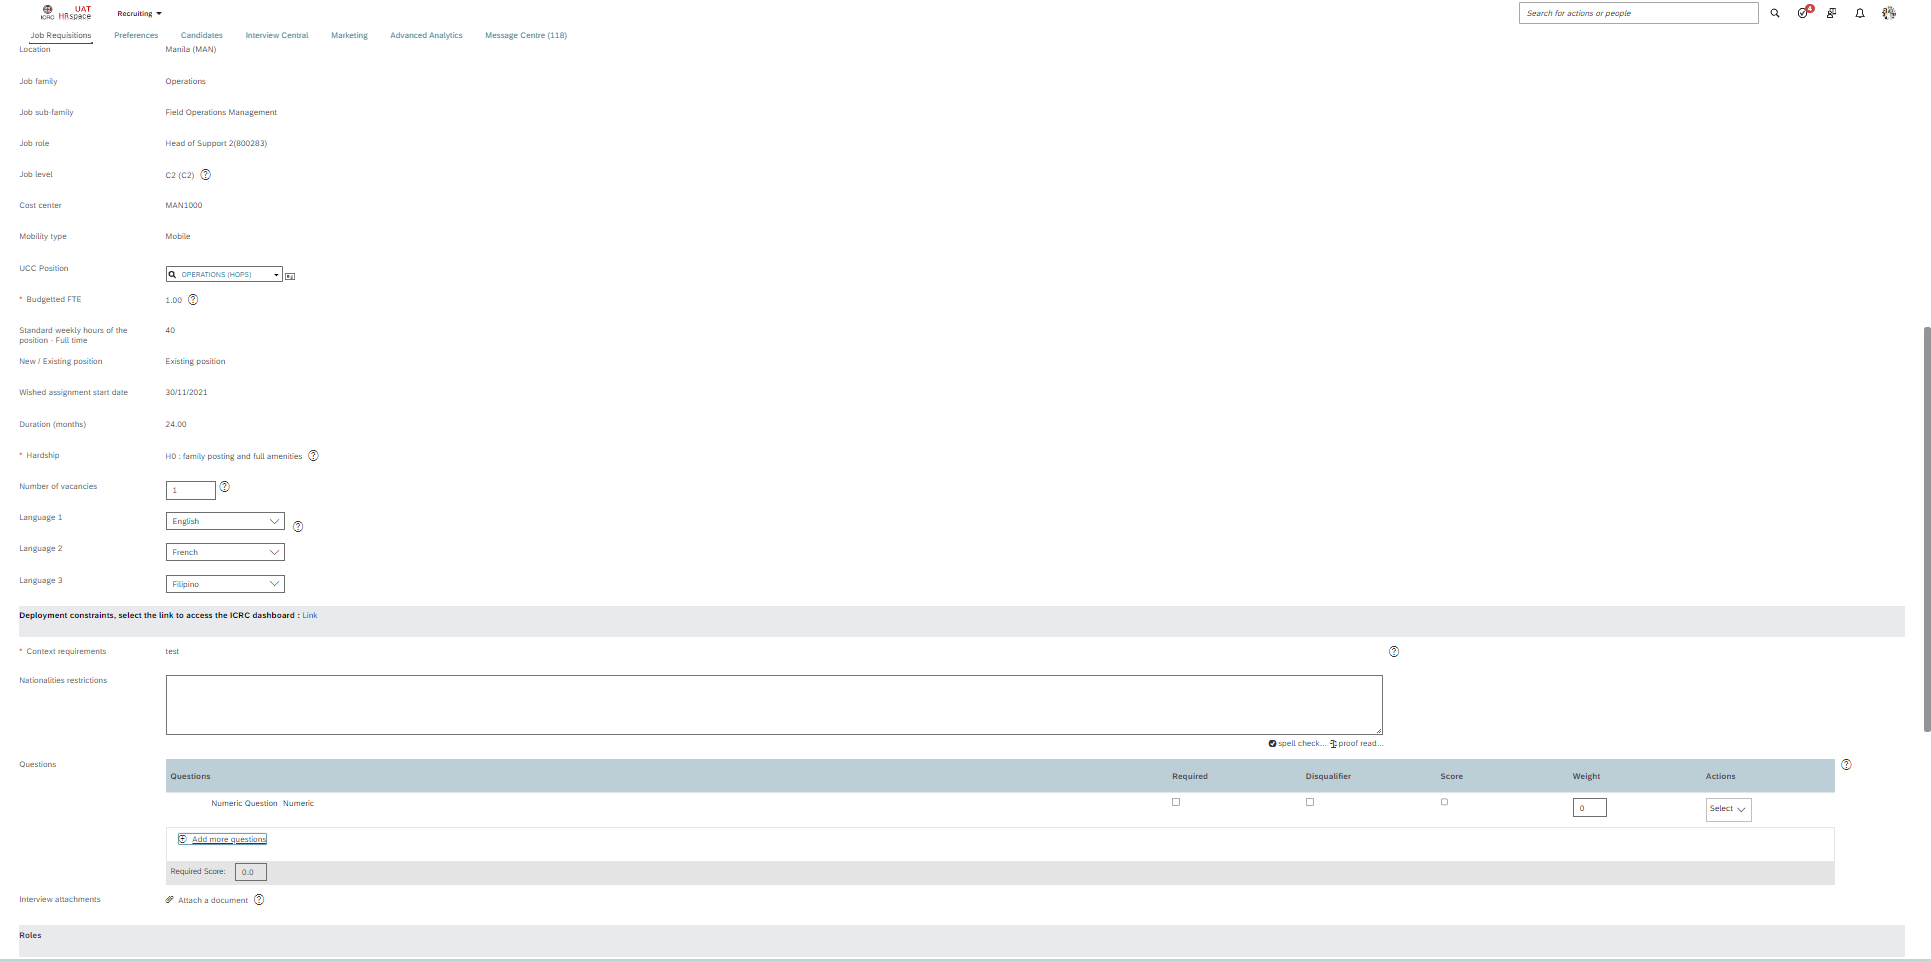 ICRC UAT HRspace
Recruiting
Search for actions or people
4
Job Requisitions Preferences Candidates Interview Central Marketing Advanced Analytics Message Centre (118)
Location Manila (MAN)
Job family Operations
Job sub-family Field Operations Management
Job role Head of Support 2(800283)
Job level C2 (C2) ?
Cost center MAN1000
Mobility type Mobile
UCC Position OPERATIONS (HOPS)
* Budgetted FTE 1.00 ?
Standard weekly hours of the 40
position - Full time
New / Existing position Existing position
Wished assignment start date 30/11/2021
Duration (months) 24.00
* Hardship H0 : family posting and full amenities ?
Number of vacancies 1 ?
Language 1 English ?
Language 2 French
Language 3 Filipino
Deployment constraints, select the link to access the ICRC dashboard : Link
* Context requirements test ?
Nationalities restrictions
spell check... proof read...
Questions ?
Questions Required Disqualifier Score Weight Actions
Numeric Question Numeric 0 Select
Add more questions
Required Score: 0.0
Interview attachments Attach a document ?
Roles